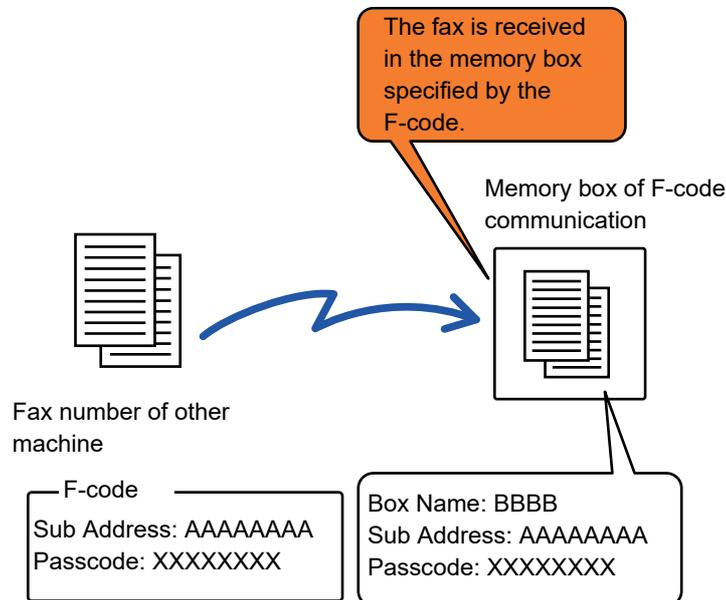 The fax is received
in the memory box
specified by the
F-code.
Memory box of F-code
communication
Fax number of other
machine
F-code
Sub Address: AAAAAAAA
Passcode: XXXXXXXX
Box Name: BBBB
Sub Address: AAAAAAAA
Passcode: XXXXXXXX